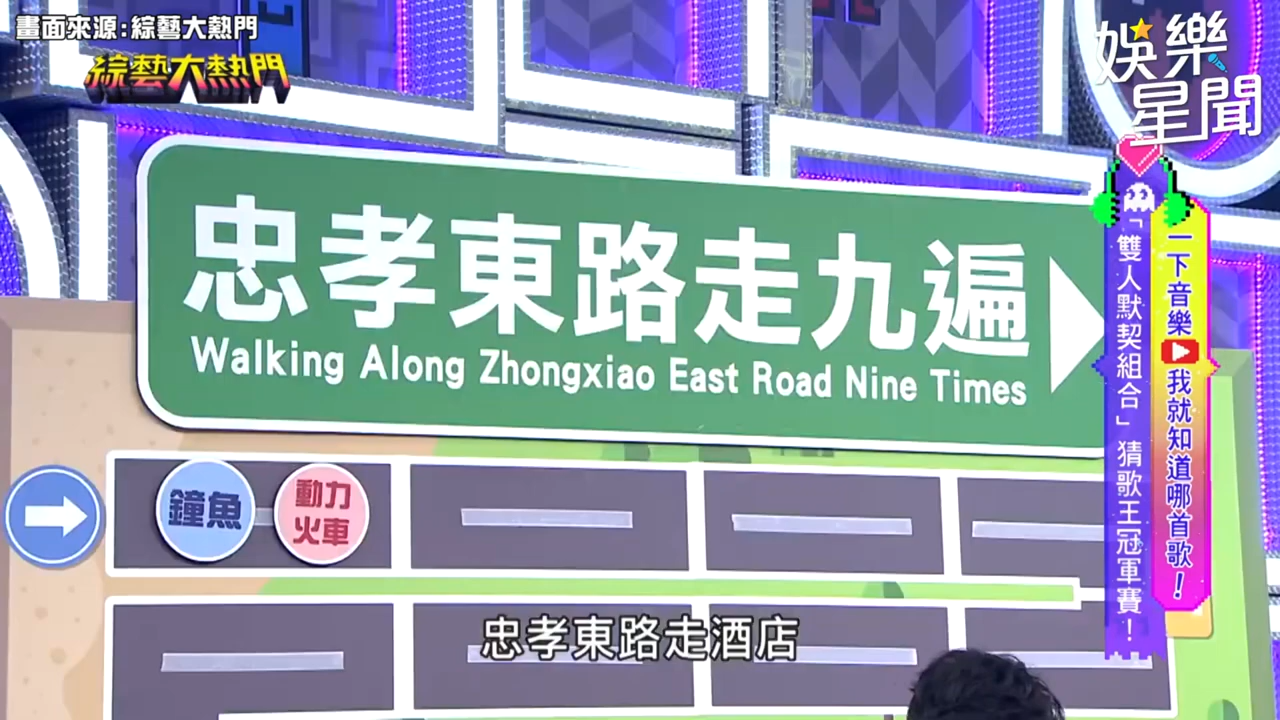 畫面來源:綜藝大熱門
綜藝大熱門
娛樂
星聞
忠孝東路走九遍
Walking Along Zhongxiao East Road Nine Times
一下音樂 我就知道哪首歌!
「雙人默契組合」猜歌王冠軍賽!
鐘魚
動力
火車
忠孝東路走酒店